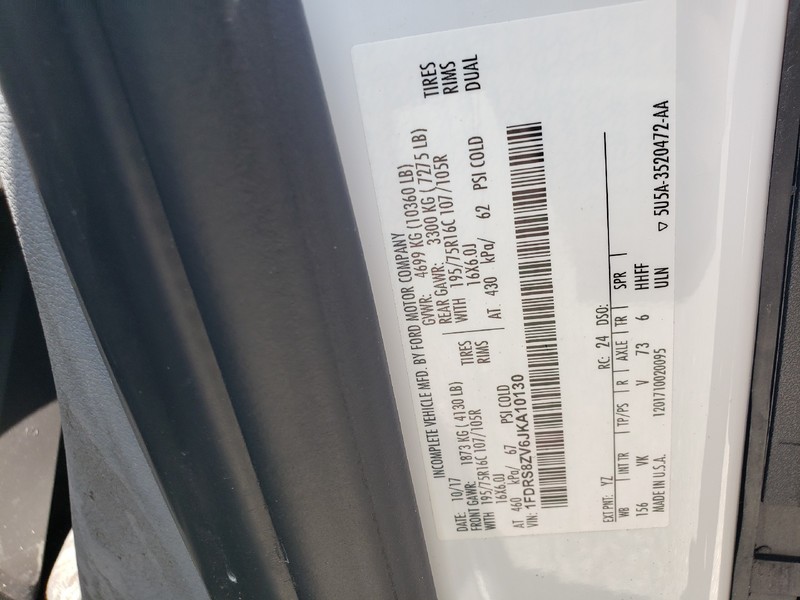 INCOMPLETE VEHICLE MFD. BY FORD MOTOR COMPANY
DATE: 10/17 GVWR: 4699 KG (10360 LB)
FRONT GAWR: 1873 KG (4130 LB) REAR GAWR: 3300 KG (7275 LB)
WITH 195/75R16C 107/105R TIRES WITH 195/75R16C 107/105R TIRES
16X6.0J RIMS 16X6.0J RIMS
AT 460 kPa/ 67 PSI COLD AT 430 kPa/ 62 PSI COLD DUAL
VIN: 1FDRS8ZV6JKA10130
EXT PNT: YZ RC: 24 DSO:
WB INT TR TP/PS R AXLE TR SPR
156 VK V 73 6 HHFF
MADE IN U.S.A. 1201710020095 ULN
▽ 5U5A-3520472-AA